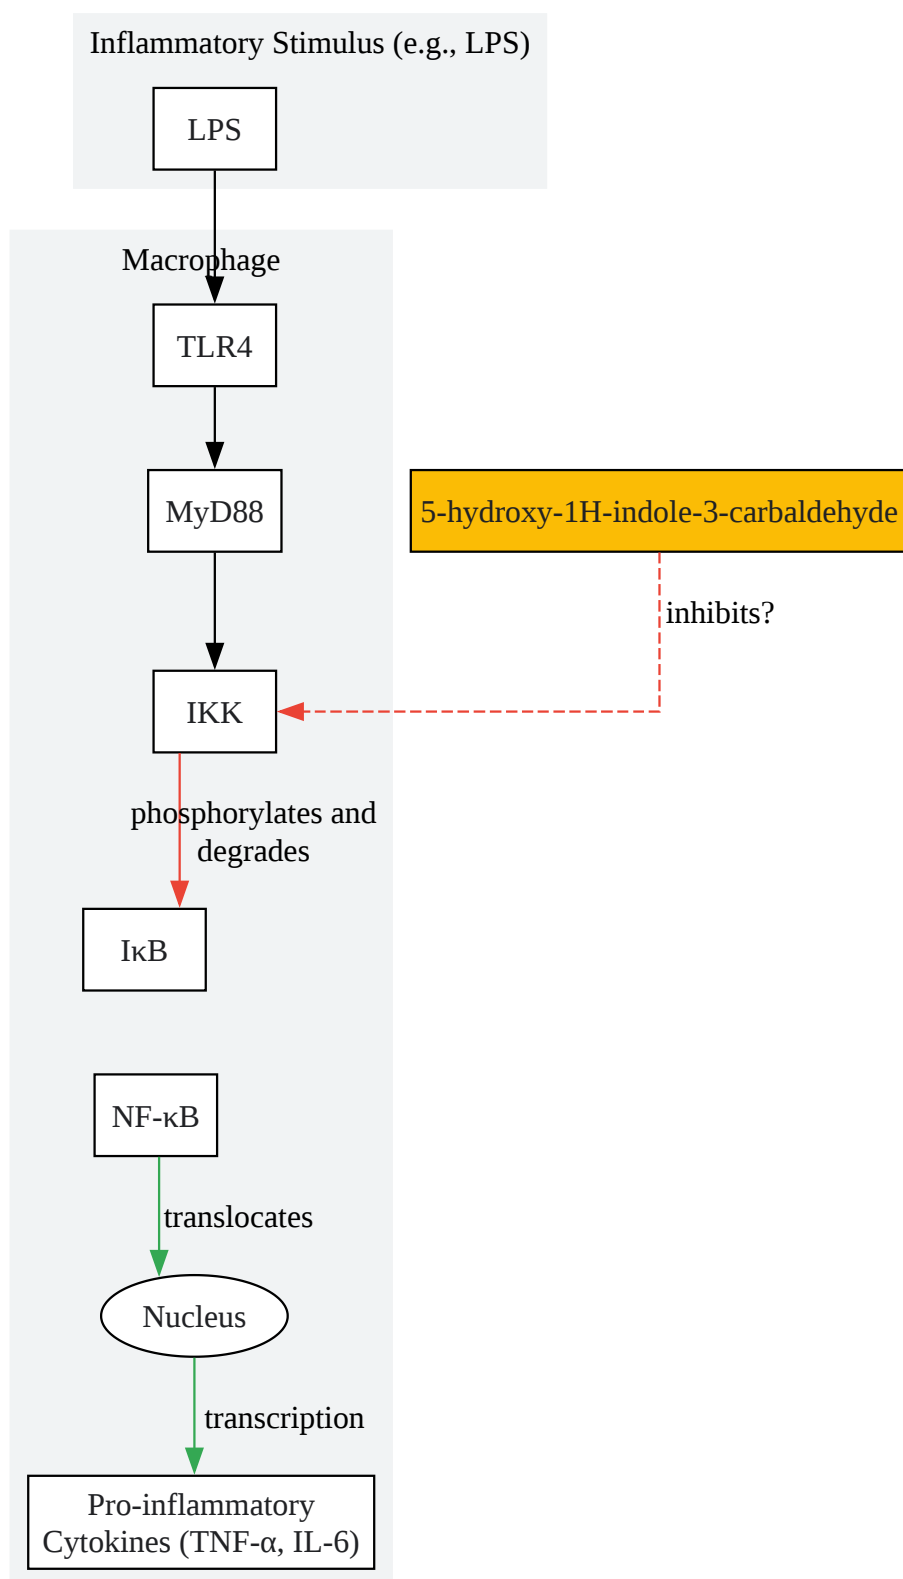 Inflammatory Stimulus (e.g., LPS)
LPS
Macrophage
TLR4
MyD88
5-hydroxy-1H-indole-3-carbaldehyde
inhibits?
IKK
phosphorylates and
degrades
IκB
NF-κB
translocates
Nucleus
transcription
Pro-inflammatory
Cytokines (TNF-α, IL-6)